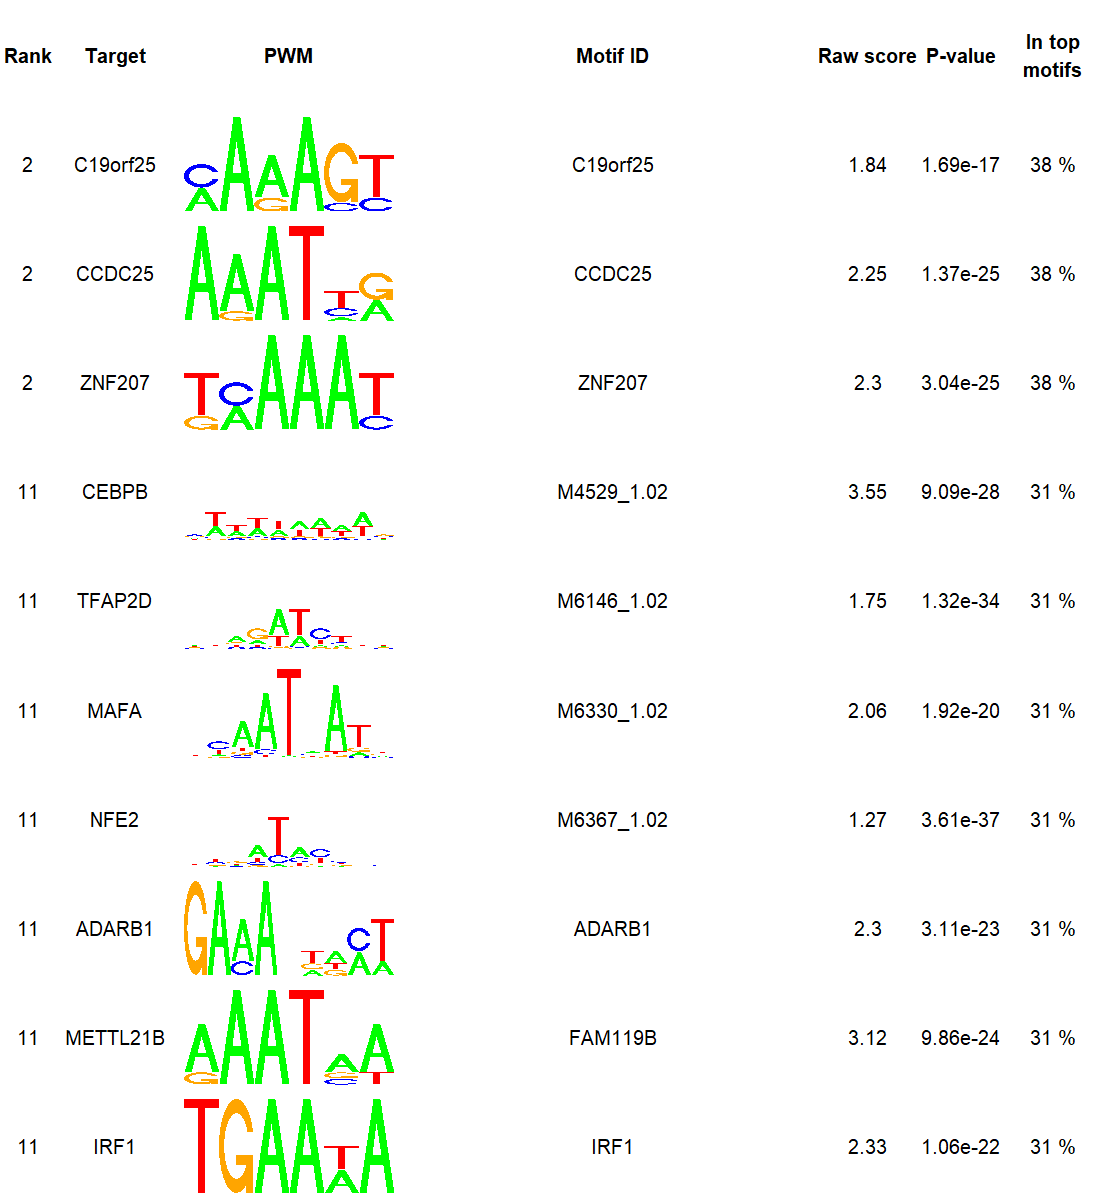 Rank Target PWM Motif ID Raw score P-value In top motifs
2 C19orf25 C19orf25 1.84 1.69e-17 38 %
2 CCDC25 CCDC25 2.25 1.37e-25 38 %
2 ZNF207 ZNF207 2.3 3.04e-25 38 %
11 CEBPB M4529_1.02 3.55 9.09e-28 31 %
11 TFAP2D M6146_1.02 1.75 1.32e-34 31 %
11 MAFA M6330_1.02 2.06 1.92e-20 31 %
11 NFE2 M6367_1.02 1.27 3.61e-37 31 %
11 ADARB1 ADARB1 2.3 3.11e-23 31 %
11 METTL21B FAM119B 3.12 9.86e-24 31 %
11 IRF1 IRF1 2.33 1.06e-22 31 %